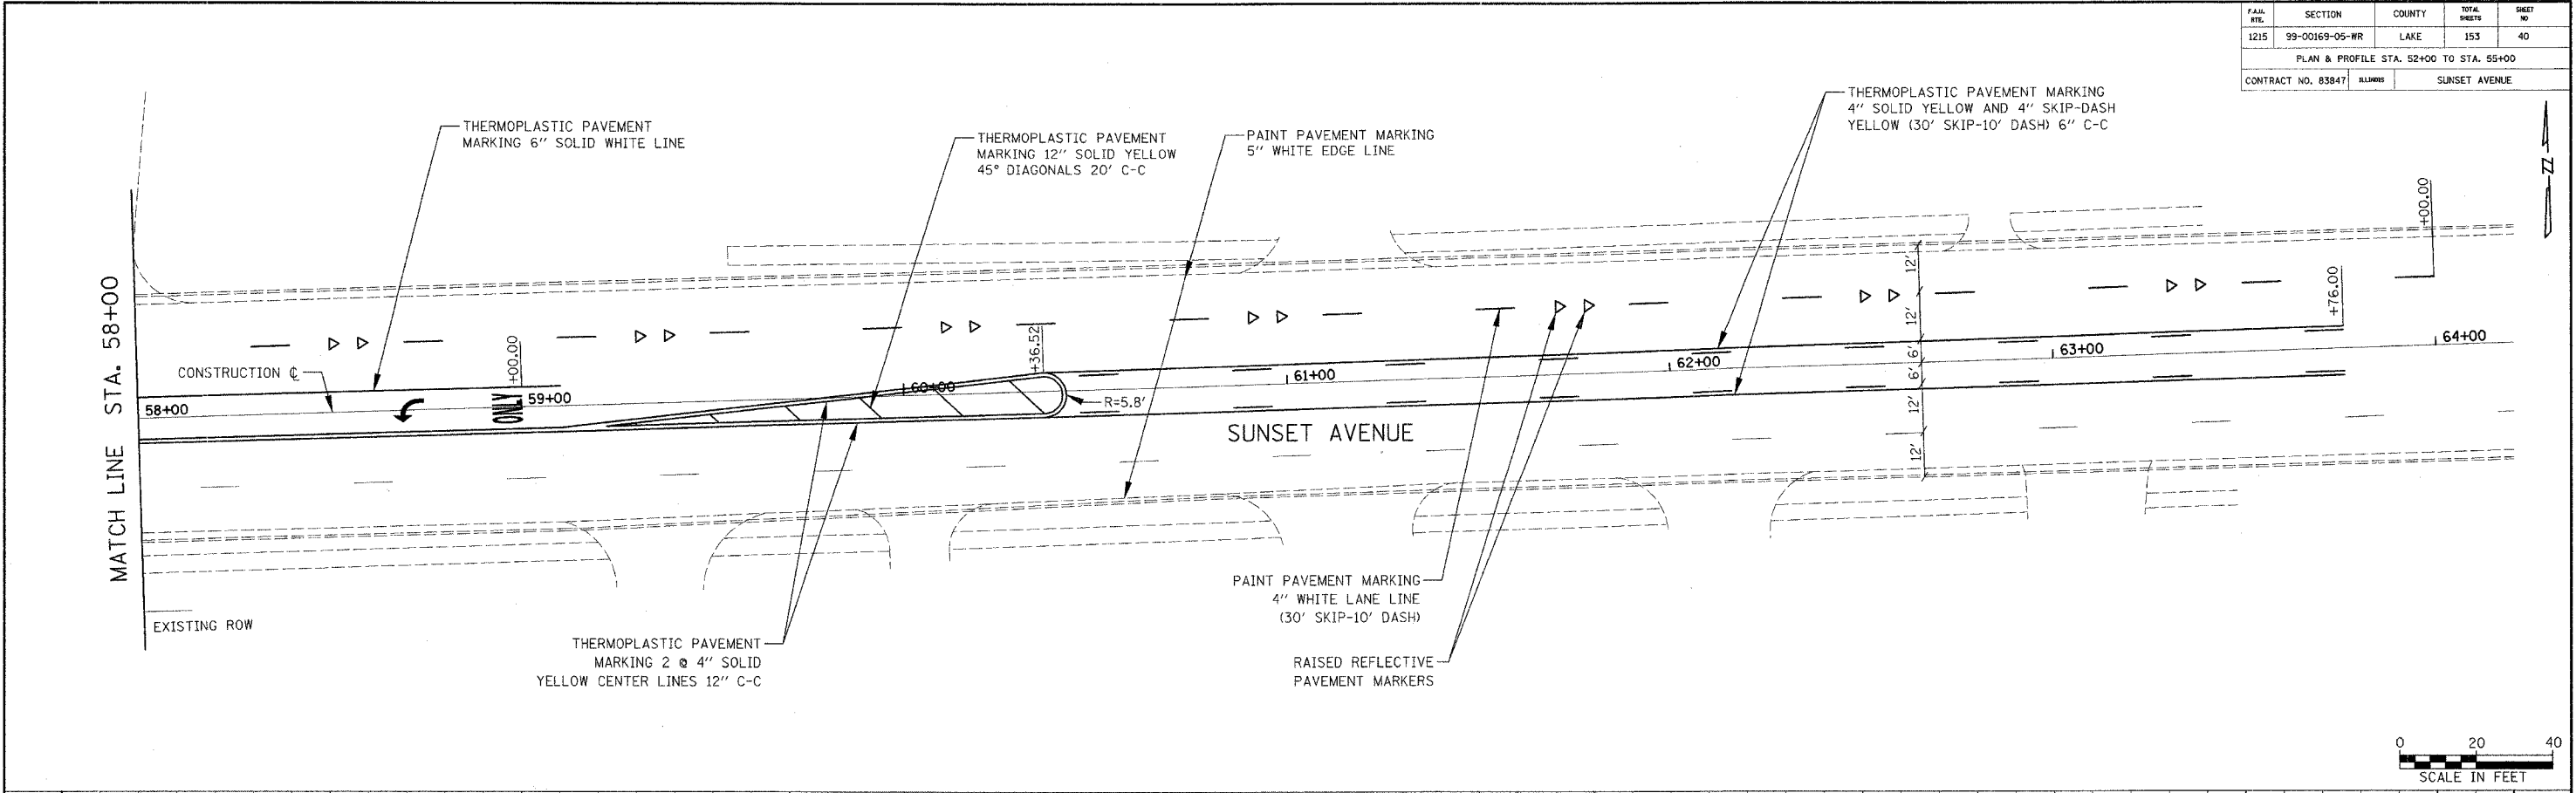 F.A.U. RTE. SECTION COUNTY TOTAL SHEETS SHEET NO
1215 99-00169-05-WR LAKE 153 40
PLAN & PROFILE STA. 52+00 TO STA. 55+00
CONTRACT NO. 83847 ILLINOIS SUNSET AVENUE
THERMOPLASTIC PAVEMENT
MARKING 6" SOLID WHITE LINE
THERMOPLASTIC PAVEMENT
MARKING 12" SOLID YELLOW
45° DIAGONALS 20' C-C
PAINT PAVEMENT MARKING
5" WHITE EDGE LINE
THERMOPLASTIC PAVEMENT MARKING
4" SOLID YELLOW AND 4" SKIP-DASH
YELLOW (30' SKIP-10' DASH) 6" C-C
N
MATCH LINE STA. 58+00
CONSTRUCTION ℄
58+00
ONLY
+00.00
59+00
60+00
+36.52
R=5.8'
61+00
62+00
12'
12'
6'
6'
12'
12'
63+00
+76.00
+00.00
64+00
SUNSET AVENUE
EXISTING ROW
THERMOPLASTIC PAVEMENT
MARKING 2 @ 4" SOLID
YELLOW CENTER LINES 12" C-C
PAINT PAVEMENT MARKING
4" WHITE LANE LINE
(30' SKIP-10' DASH)
RAISED REFLECTIVE
PAVEMENT MARKERS
0 20 40
SCALE IN FEET